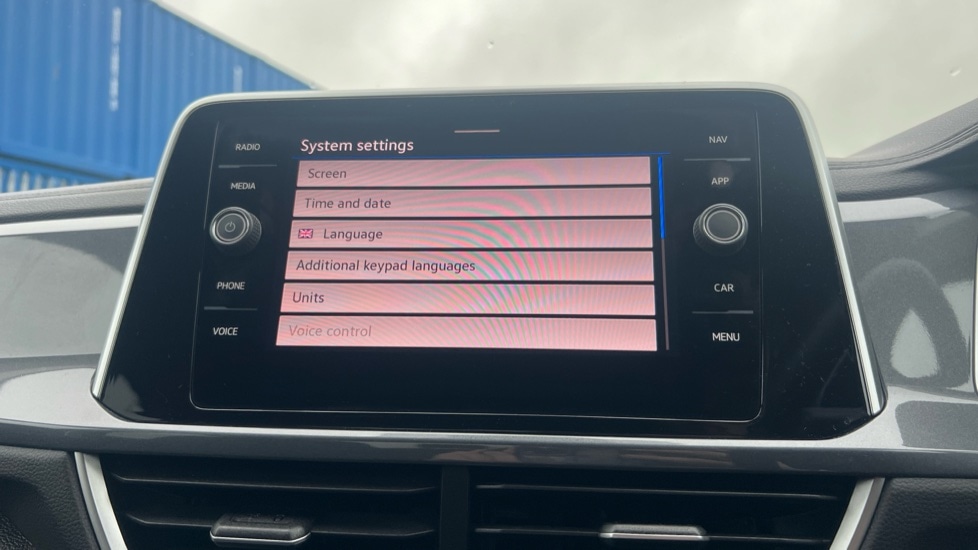 RADIO
MEDIA
PHONE
VOICE
System settings
Screen
Time and date
Language
Additional keypad languages
Units
Voice control
NAV
APP
CAR
MENU